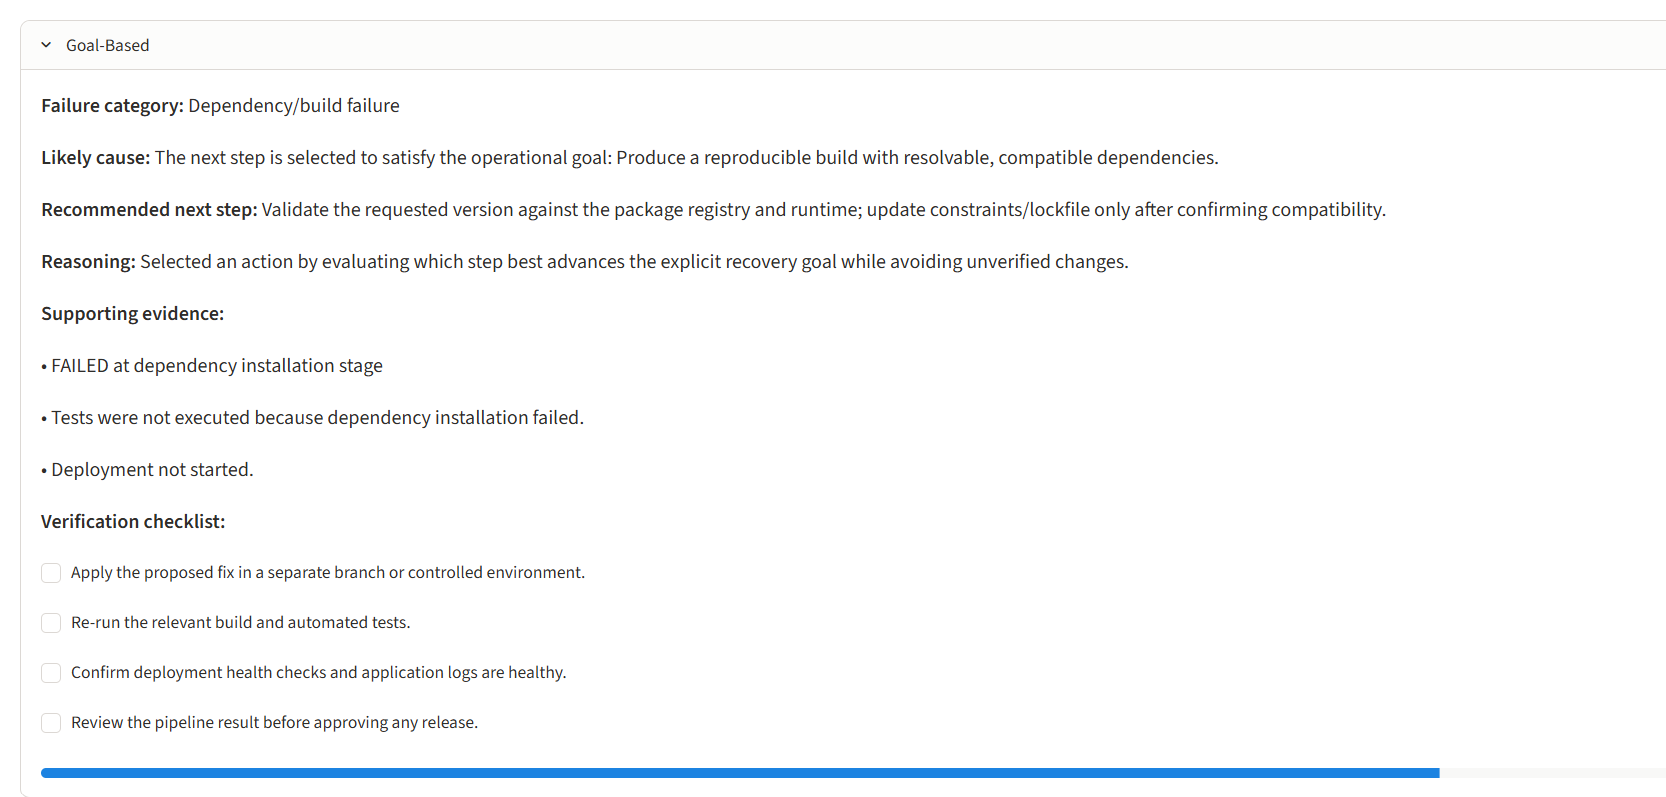 Goal-Based
Failure category: Dependency/build failure
Likely cause: The next step is selected to satisfy the operational goal: Produce a reproducible build with resolvable, compatible dependencies.
Recommended next step: Validate the requested version against the package registry and runtime; update constraints/lockfile only after confirming compatibility.
Reasoning: Selected an action by evaluating which step best advances the explicit recovery goal while avoiding unverified changes.
Supporting evidence:
• FAILED at dependency installation stage
• Tests were not executed because dependency installation failed.
• Deployment not started.
Verification checklist:
Apply the proposed fix in a separate branch or controlled environment.
Re-run the relevant build and automated tests.
Confirm deployment health checks and application logs are healthy.
Review the pipeline result before approving any release.